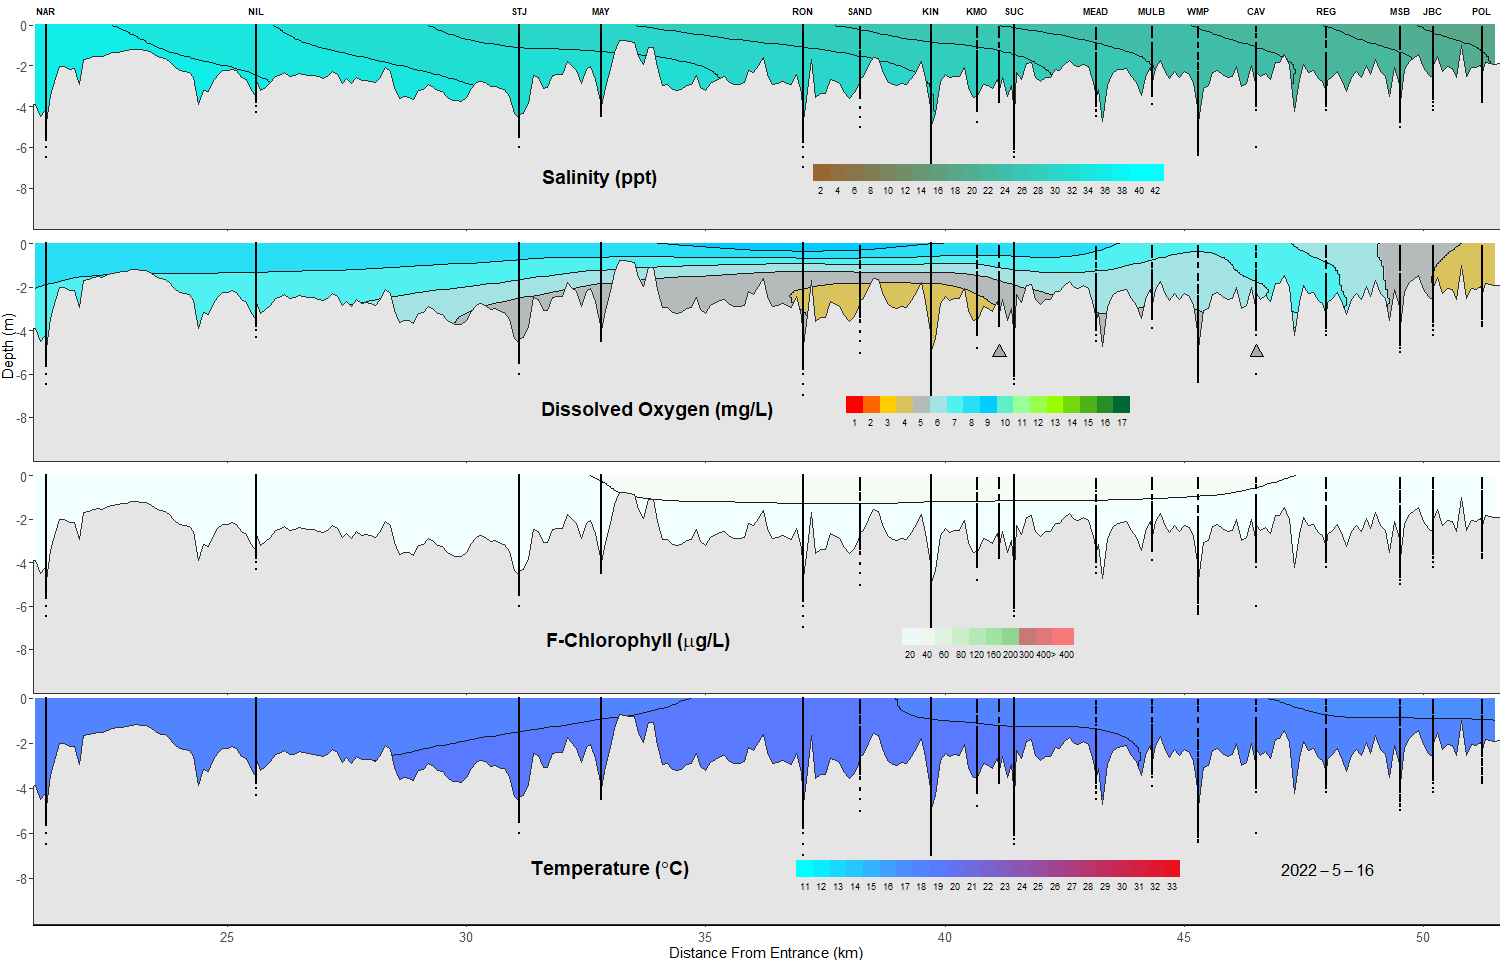 NAR NIL STJ MAY RON SAND KIN KMO SUC MEAD MULB WMP CAV REG MSB JBC POL
0
-2
-4
-6
-8
Salinity (ppt)
2 4 6 8 10 12 14 16 18 20 22 24 26 28 30 32 34 36 38 40 42
0
-2
-4
-6
-8
Depth (m)
Dissolved Oxygen (mg/L)
1 2 3 4 5 6 7 8 9 10 11 12 13 14 15 16 17
0
-2
-4
-6
-8
F-Chlorophyll (μg/L)
20 40 60 80 120 160 200 300 400> 400
0
-2
-4
-6
-8
Temperature (°C)
11 12 13 14 15 16 17 18 19 20 21 22 23 24 25 26 27 28 29 30 31 32 33
2022 – 5 – 16
25 30 35 40 45 50
Distance From Entrance (km)